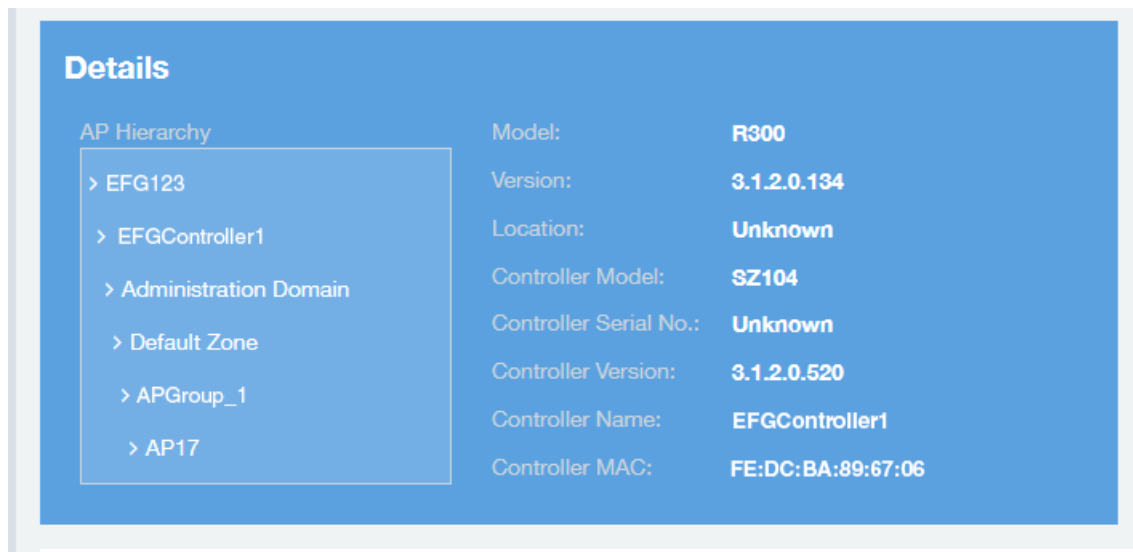 Details
AP Hierarchy
> EFG123
> EFGController1
> Administration Domain
> Default Zone
> APGroup_1
> AP17
Model: R300
Version: 3.1.2.0.134
Location: Unknown
Controller Model: SZ104
Controller Serial No.: Unknown
Controller Version: 3.1.2.0.520
Controller Name: EFGController1
Controller MAC: FE:DC:BA:89:67:06